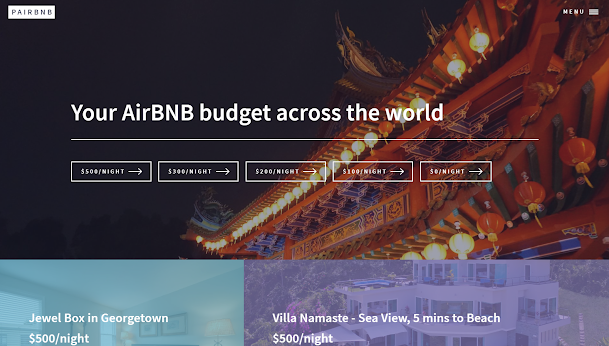 PAIRBNB
MENU
Your AirBNB budget across the world
$500/NIGHT
$300/NIGHT
$200/NIGHT
$100/NIGHT
$0/NIGHT
Jewel Box in Georgetown
$500/night
Villa Namaste - Sea View, 5 mins to Beach
$500/night